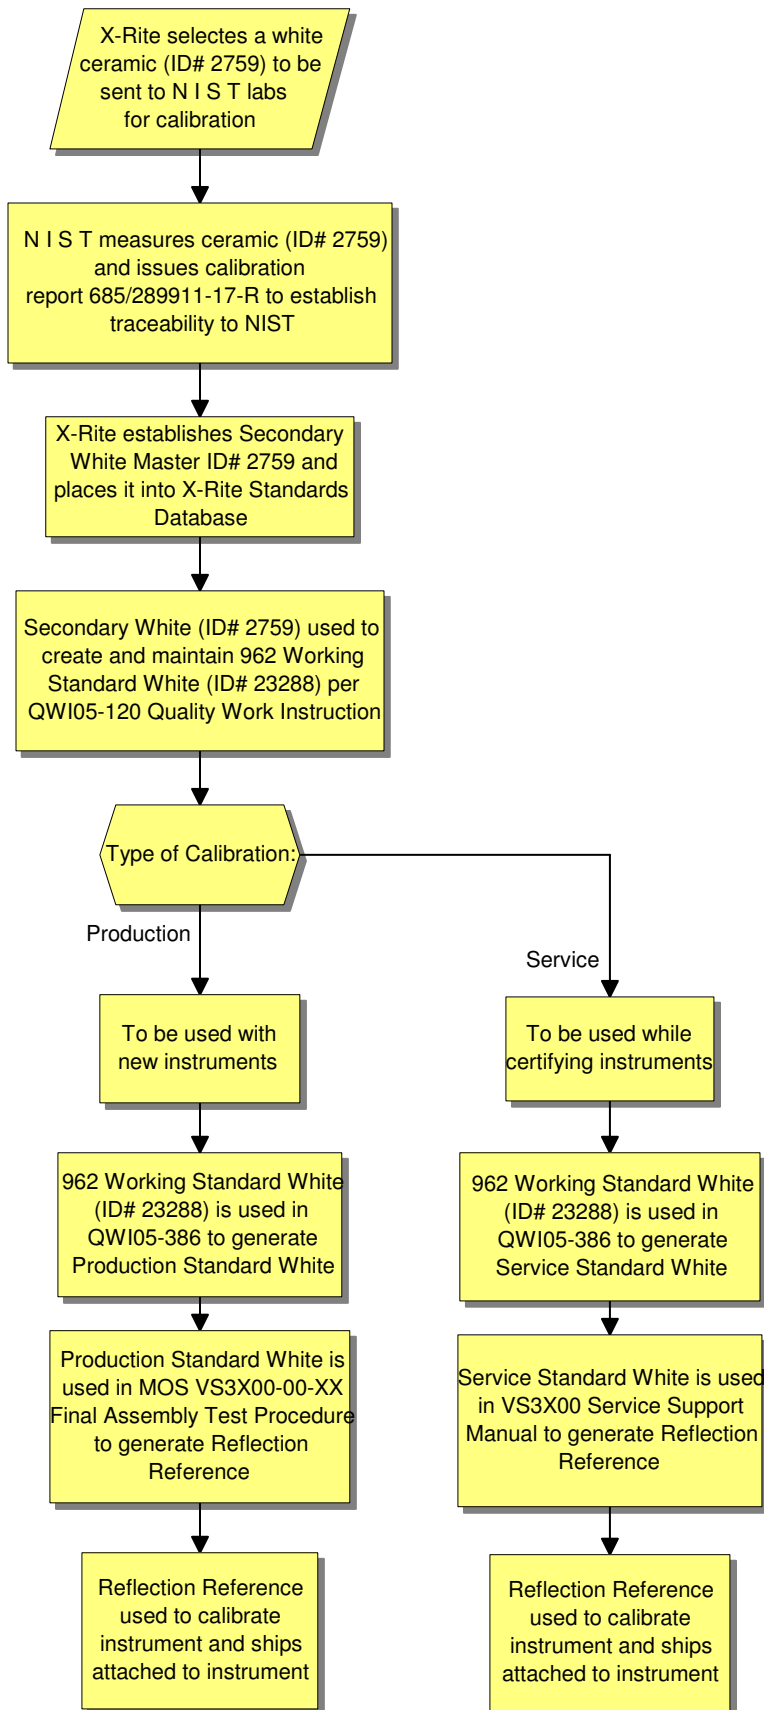 X-Rite selectes a white
ceramic (ID# 2759) to be
sent to N I S T labs
for calibration
N I S T measures ceramic (ID# 2759)
and issues calibration
report 685/289911-17-R to establish
traceability to NIST
X-Rite establishes Secondary
White Master ID# 2759 and
places it into X-Rite Standards
Database
Secondary White (ID# 2759) used to
create and maintain 962 Working
Standard White (ID# 23288) per
QWI05-120 Quality Work Instruction
Type of Calibration:
Production
To be used with
new instruments
962 Working Standard White
(ID# 23288) is used in
QWI05-386 to generate
Production Standard White
Production Standard White is
used in MOS VS3X00-00-XX
Final Assembly Test Procedure
to generate Reflection
Reference
Reflection Reference
used to calibrate
instrument and ships
attached to instrument
Service
To be used while
certifying instruments
962 Working Standard White
(ID# 23288) is used in
QWI05-386 to generate
Service Standard White
Service Standard White is used
in VS3X00 Service Support
Manual to generate Reflection
Reference
Reflection Reference
used to calibrate
instrument and ships
attached to instrument